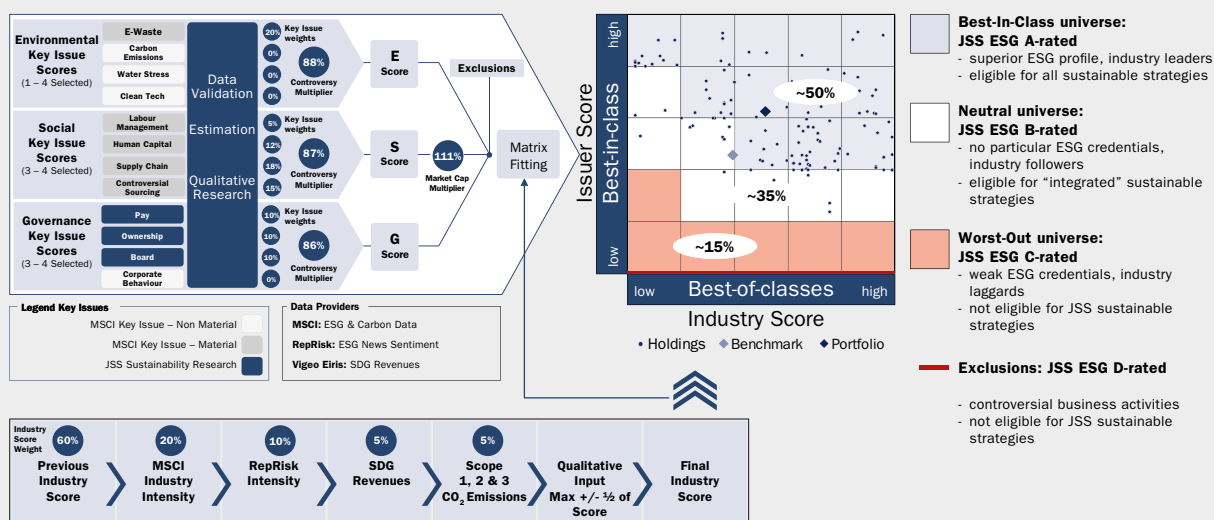 Environmental
Key Issue
Scores
(1 – 4 Selected)
E-Waste
Carbon
Emissions
Water Stress
Clean Tech
Social
Key Issue
Scores
(3 – 4 Selected)
Labour
Management
Human Capital
Supply Chain
Controversial
Sourcing
Governance
Key Issue
Scores
(3 – 4 Selected)
Pay
Ownership
Board
Corporate
Behaviour
Data
Validation
Estimation
Qualitative
Research
20%
0%
0%
0%
Key Issue
weights
88%
Controversy
Multiplier
5%
12%
18%
15%
Key Issue
weights
87%
Controversy
Multiplier
10%
10%
10%
0%
Key Issue
weights
86%
Controversy
Multiplier
E
Score
S
Score
G
Score
111%
Market Cap
Multiplier
Exclusions
Matrix
Fitting
Legend Key Issues
MSCI Key Issue – Non Material
MSCI Key Issue – Material
JSS Sustainability Research
Data Providers
MSCI: ESG & Carbon Data
RepRisk: ESG News Sentiment
Vigeo Eiris: SDG Revenues
Issuer Score
Best-in-class
high
low
~50%
~35%
~15%
low
Best-of-classes
high
Industry Score
Holdings
Benchmark
Portfolio
Best-In-Class universe:
JSS ESG A-rated
- superior ESG profile, industry leaders
- eligible for all sustainable strategies
Neutral universe:
JSS ESG B-rated
- no particular ESG credentials,
industry followers
- eligible for “integrated” sustainable
strategies
Worst-Out universe:
JSS ESG C-rated
- weak ESG credentials, industry
laggards
- not eligible for JSS sustainable
strategies
Exclusions: JSS ESG D-rated
- controversial business activities
- not eligible for JSS sustainable
strategies
Industry
Score
Weight
60%
Previous
Industry
Score
20%
MSCI
Industry
Intensity
10%
RepRisk
Intensity
5%
SDG
Revenues
5%
Scope
1, 2 & 3
CO2 Emissions
Qualitative
Input
Max +/- ½ of
Score
Final
Industry
Score